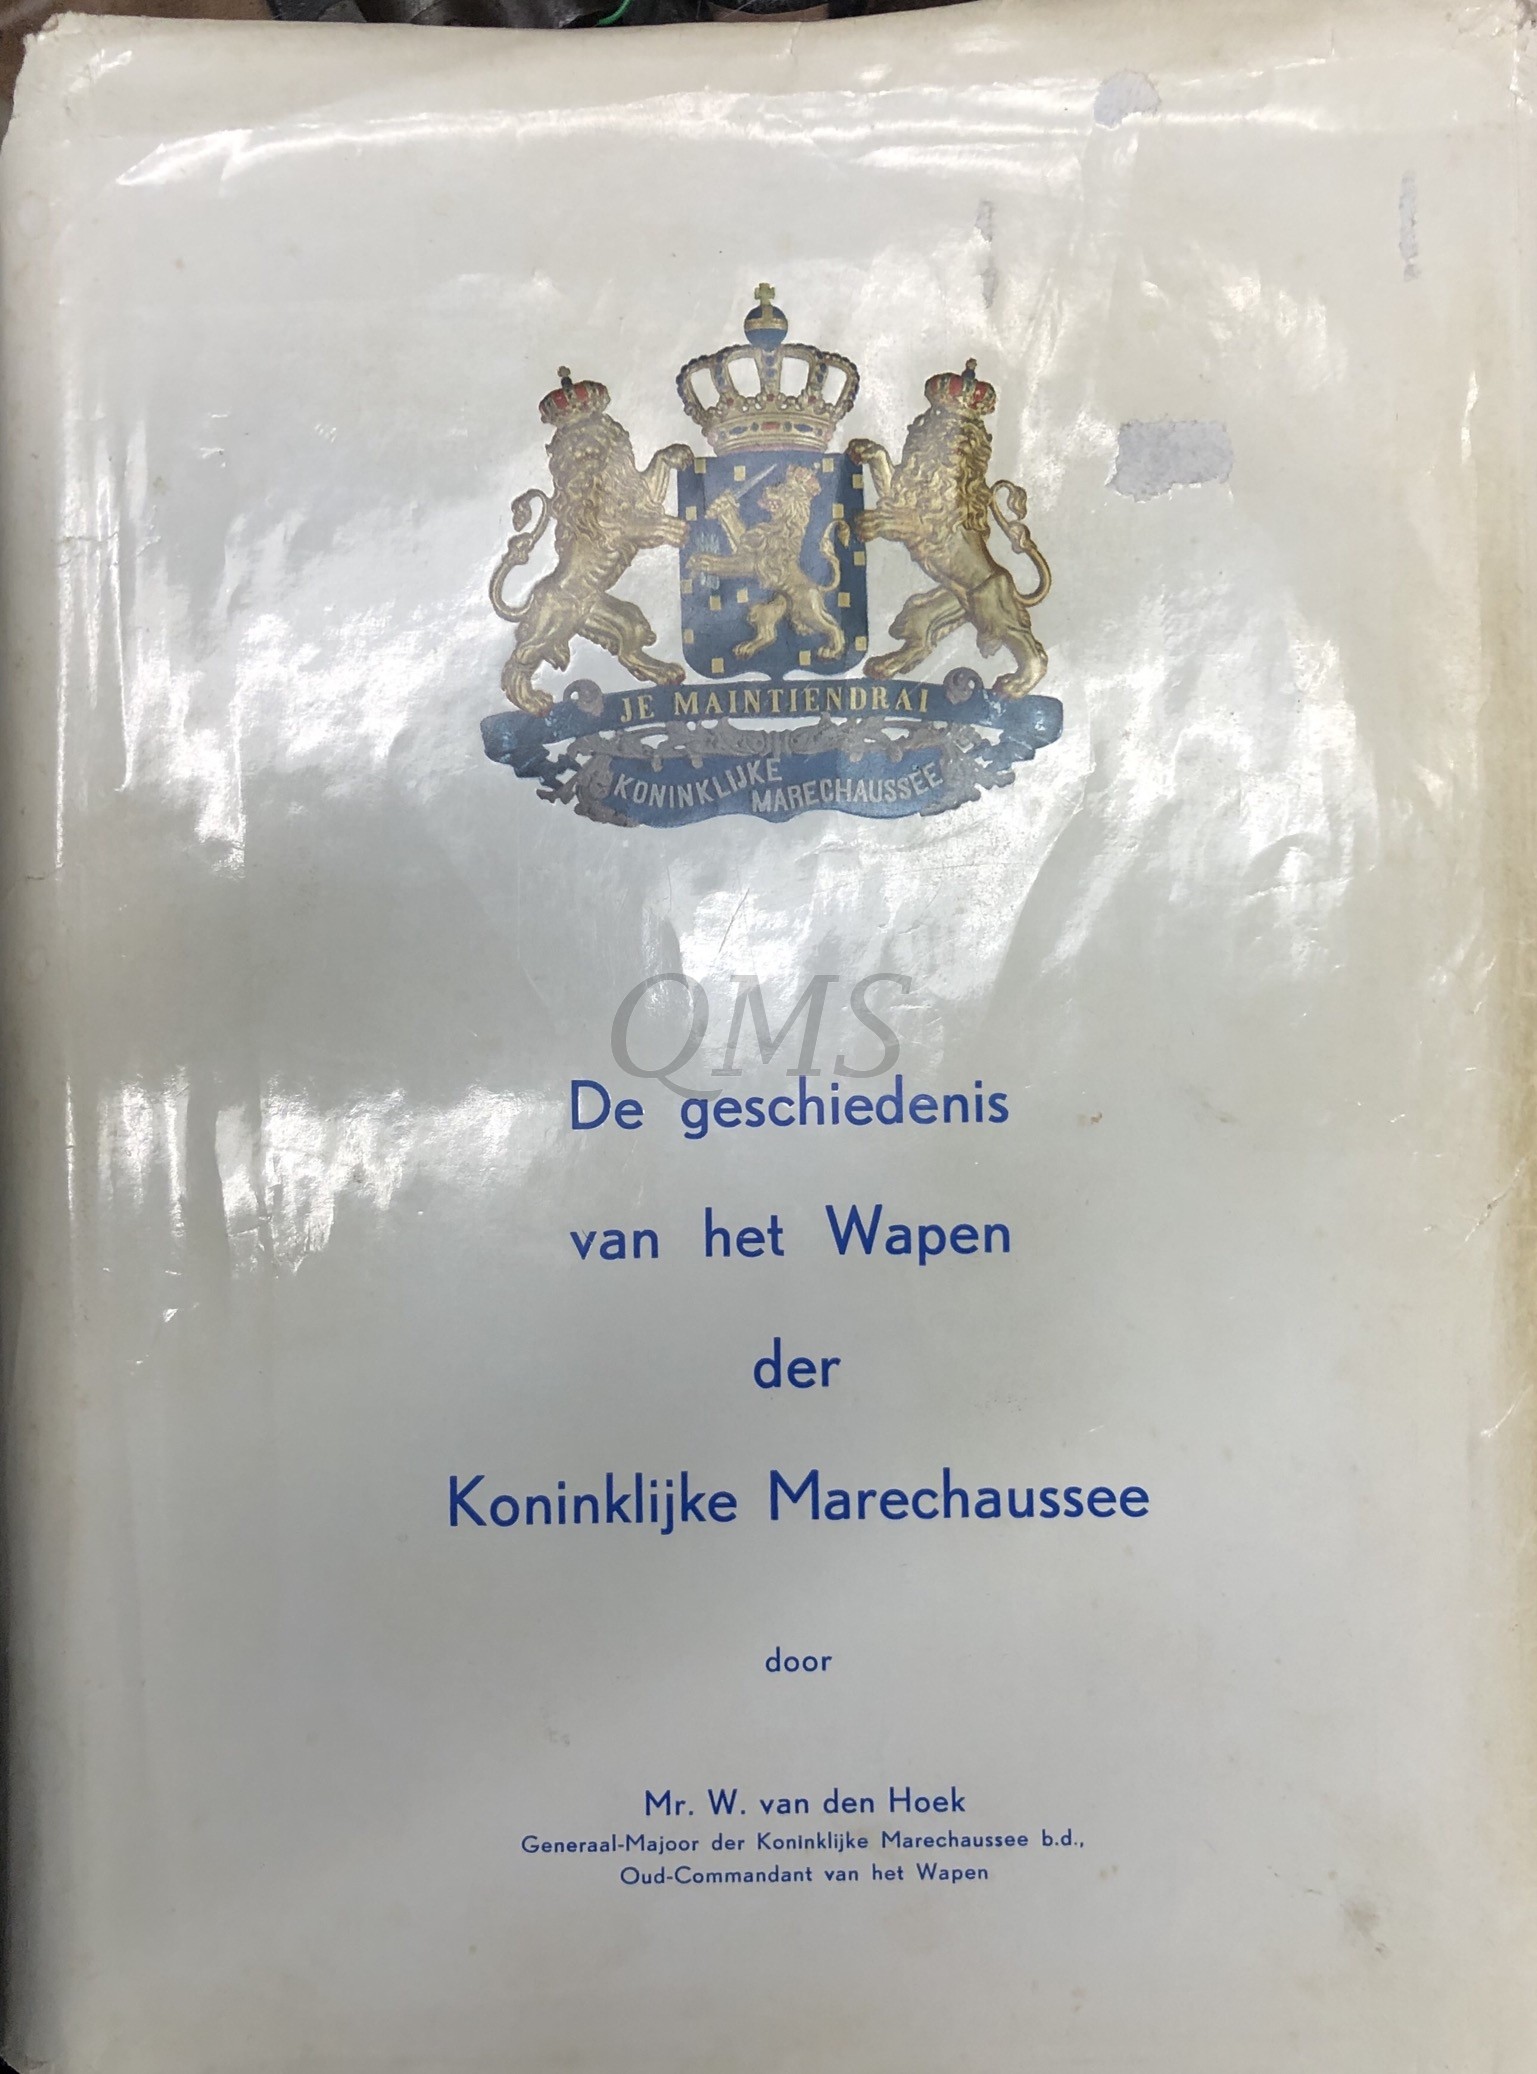 JE MAINTIENDRAI
KONINKLIJKE
MARECHAUSSEE
QMS
De geschiedenis
van het Wapen
der
Koninklijke Marechaussee
door
Mr. W. van den Hoek
Generaal-Majoor der Koninklijke Marechaussee b.d.,
Oud-Commandant van het Wapen